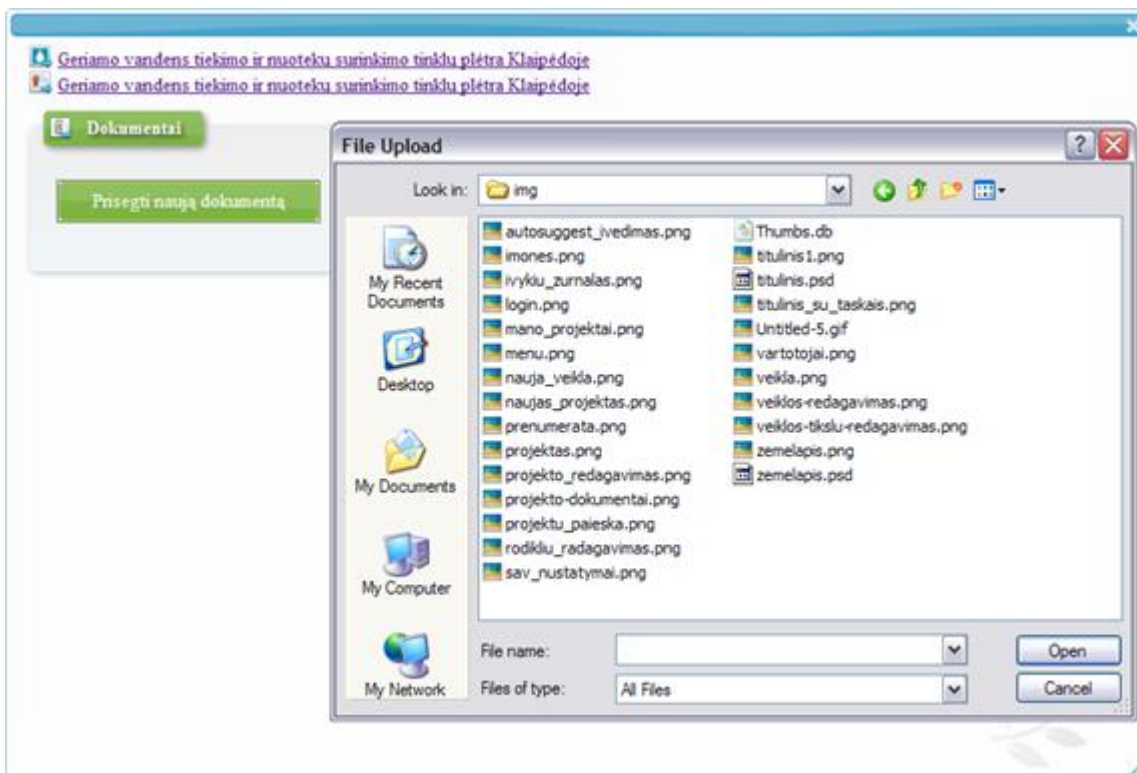 Geriamo vandens tiekimo ir nuotekų surinkimo tinklų plėtra Klaipėdoje
Geriamo vandens tiekimo ir nuotekų surinkimo tinklų plėtra Klaipėdoje
Dokumentai
Prisegti naują dokumentą
File Upload
Look in:
img
My Recent
Documents
Desktop
My Documents
My Computer
My Network
autosuggest_ivedimas.png
imones.png
ivykiu_zurnalas.png
login.png
mano_projektai.png
menu.png
nauja_veikla.png
naujas_projektas.png
prenumerata.png
projektas.png
projekto_redagavimas.png
projekto-dokumentai.png
projektu_paieska.png
rodikliu_radagavimas.png
sav_nustatymai.png
Thumbs.db
titulinis1.png
titulinis.psd
titulinis_su_taskais.png
Untitled-5.gif
vartotojai.png
veikla.png
veiklos-redagavimas.png
veiklos-tikslu-redagavimas.png
zemelapis.png
zemelapis.psd
File name:
Open
Files of type:
All Files
Cancel